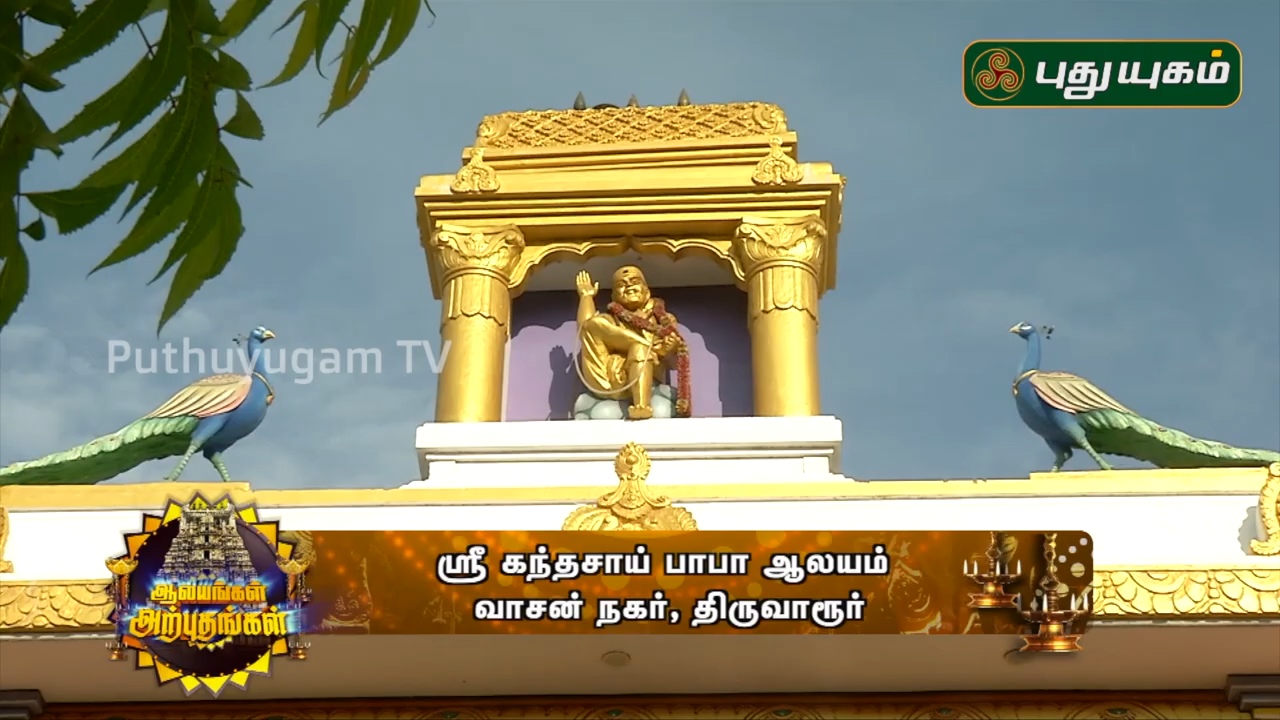 புதுயுகம்
Puthuyugam TV
ஸ்ரீ கந்தசாய் பாபா ஆலயம்
வாசன் நகர், திருவாரூர்
ஆலயங்கள்
அற்புதங்கள்